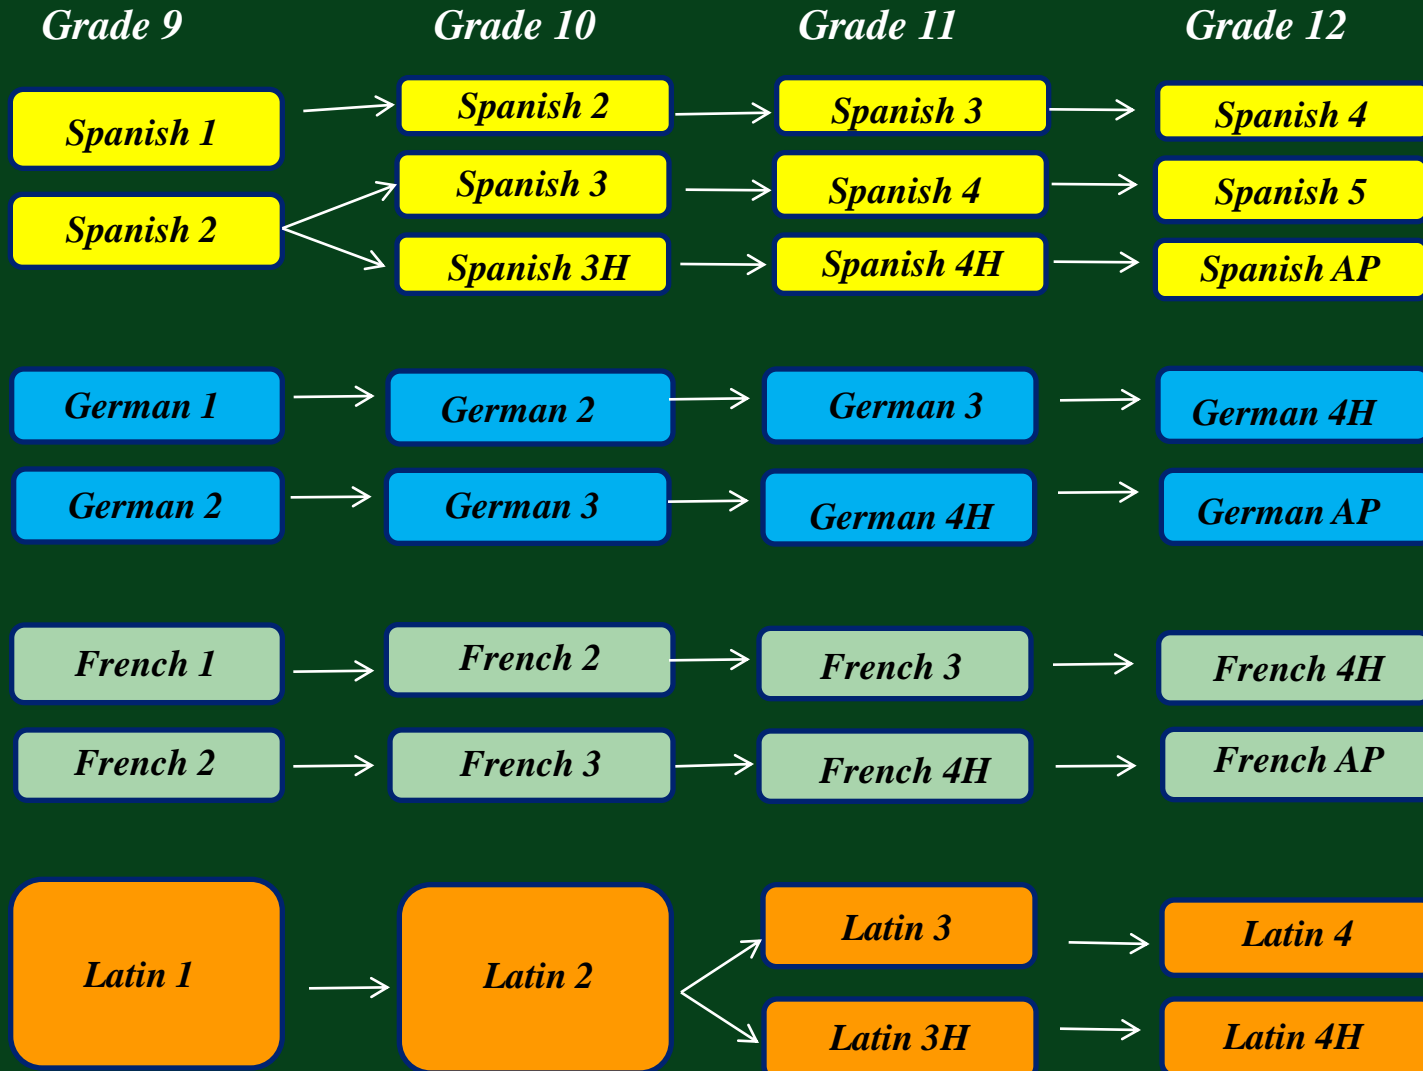 Grade 9 Grade 10 Grade 11 Grade 12
Spanish 1 Spanish 2 Spanish 3 Spanish 4
Spanish 2 Spanish 3 Spanish 4 Spanish 5
Spanish 3H Spanish 4H Spanish AP
German 1 German 2 German 3 German 4H
German 2 German 3 German 4H German AP
French 1 French 2 French 3 French 4H
French 2 French 3 French 4H French AP
Latin 1 Latin 2 Latin 3 Latin 4
Latin 3H Latin 4H